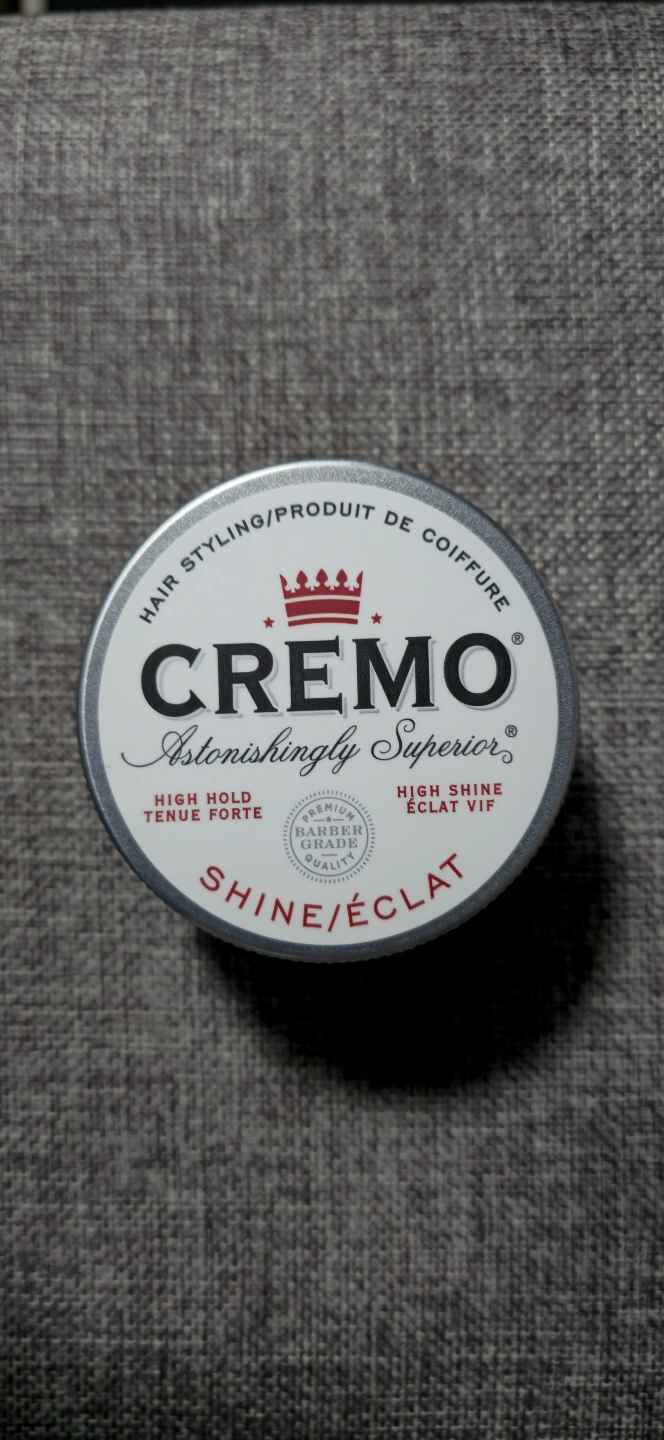 HAIR STYLING/PRODUIT DE COIFFURE
CREMO®
Astonishingly Superior®
HIGH HOLD
TENUE FORTE
PREMIUM
BARBER
GRADE
QUALITY
HIGH SHINE
ÉCLAT VIF
SHINE/ÉCLAT